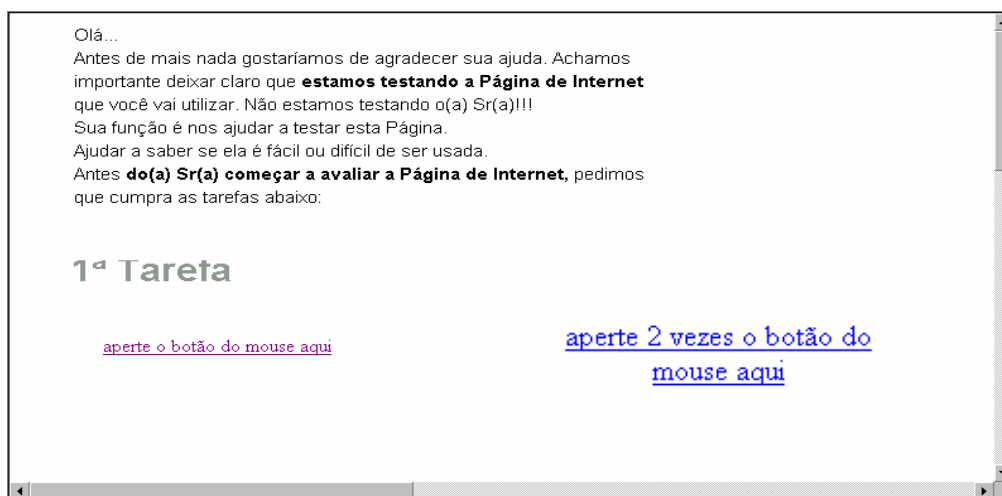 Olá...
Antes de mais nada gostaríamos de agradecer sua ajuda. Achamos
importante deixar claro que estamos testando a Página de Internet
que você vai utilizar. Não estamos testando o(a) Sr(a)!!!
Sua função é nos ajudar a testar esta Página.
Ajudar a saber se ela é fácil ou difícil de ser usada.
Antes do(a) Sr(a) começar a avaliar a Página de Internet, pedimos
que cumpra as tarefas abaixo:
1ª Tarefa
aperte o botão do mouse aqui
aperte 2 vezes o botão do
mouse aqui